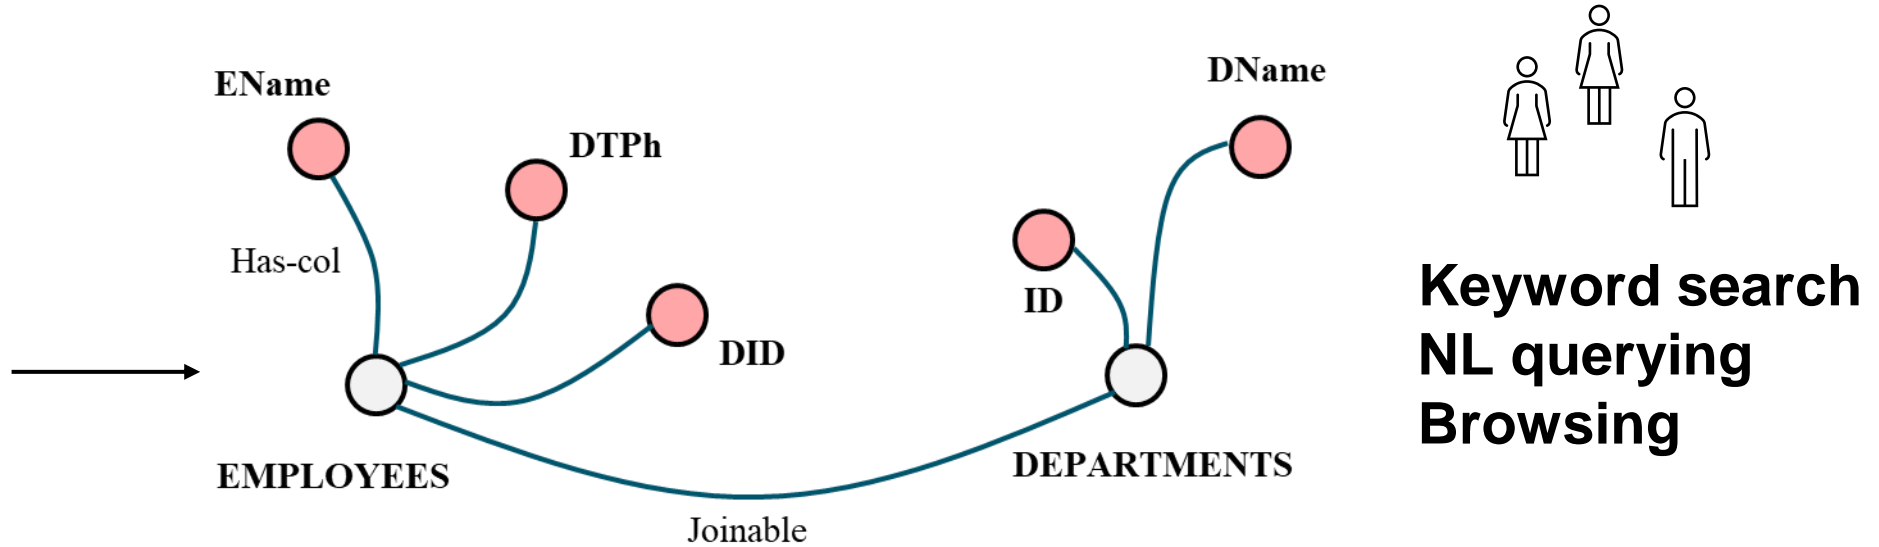 EName
DTPh
DName
Has-col
ID
DID
EMPLOYEES
DEPARTMENTS
Joinable
Keyword search
NL querying
Browsing